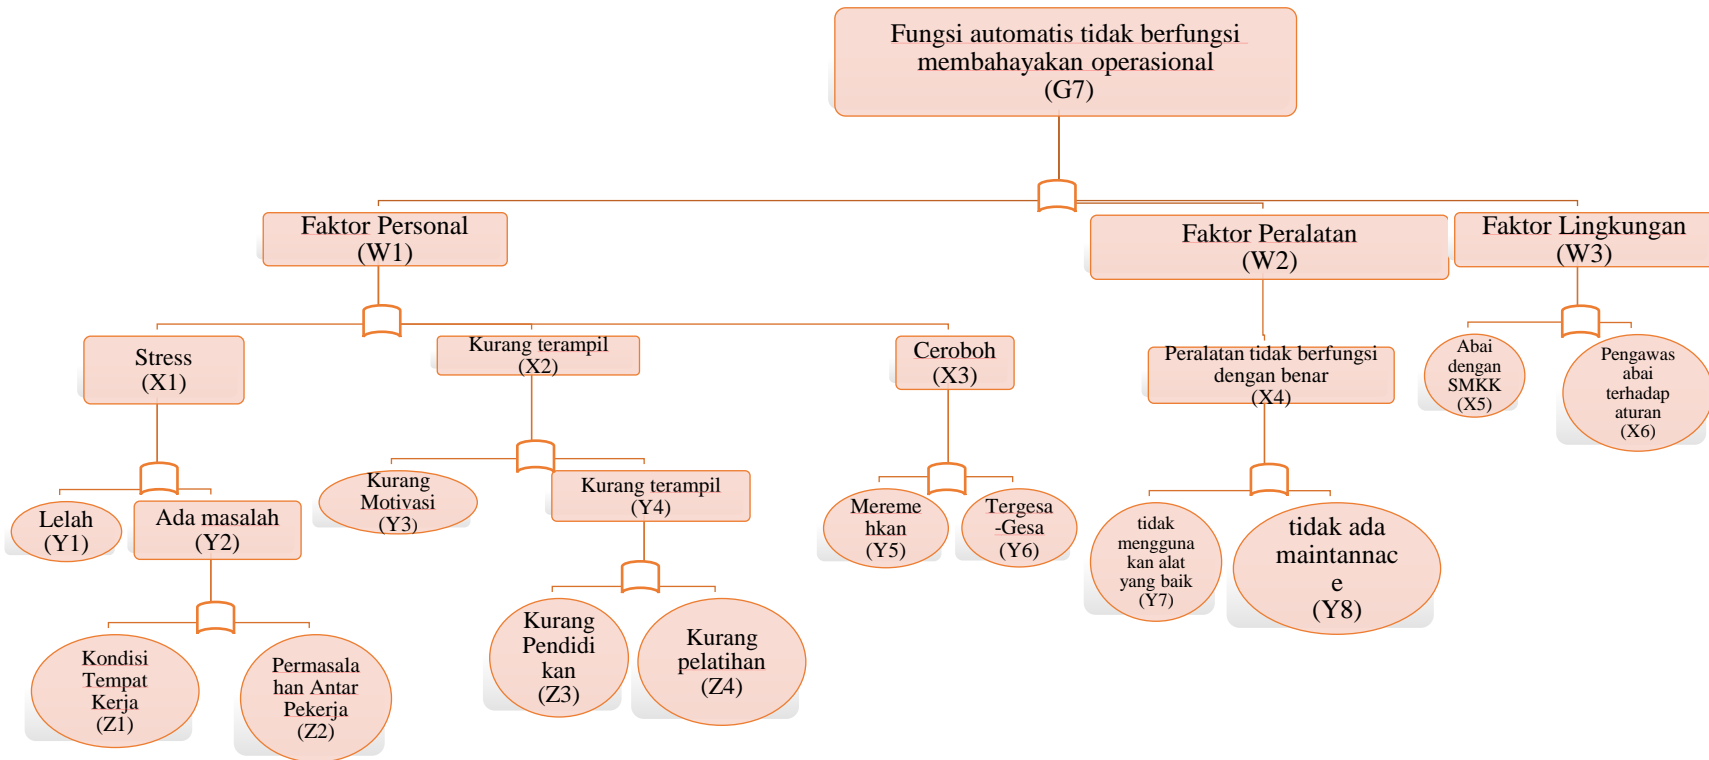 Fungsi automatis tidak berfungsi
membahayakan operasional
(G7)
Faktor Personal
(W1)
Faktor Peralatan
(W2)
Faktor Lingkungan
(W3)
Stress
(X1)
Kurang terampil
(X2)
Ceroboh
(X3)
Peralatan tidak berfungsi
dengan benar
(X4)
Abai
dengan
SMKK
(X5)
Pengawas
abai
terhadap
aturan
(X6)
Lelah
(Y1)
Ada masalah
(Y2)
Kurang
Motivasi
(Y3)
Kurang terampil
(Y4)
Mereme
hkan
(Y5)
Tergesa
-Gesa
(Y6)
tidak
mengguna
kan alat
yang baik
(Y7)
tidak ada
maintannac
e
(Y8)
Kondisi
Tempat
Kerja
(Z1)
Permasala
han Antar
Pekerja
(Z2)
Kurang
Pendidi
kan
(Z3)
Kurang
pelatihan
(Z4)